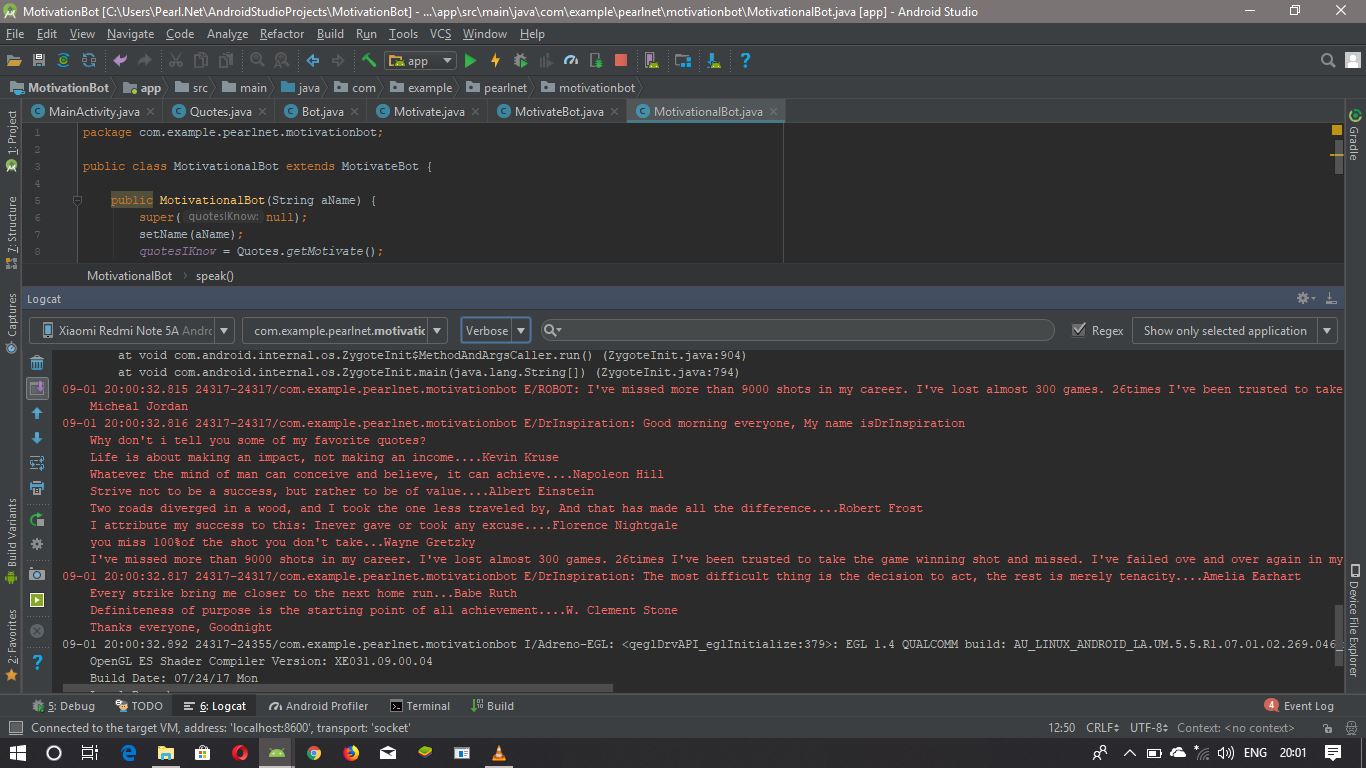 MotivationBot [C:\Users\Pearl.Net\AndroidStudioProjects\MotivationBot] - ...\app\src\main\java\com\example\pearlnet\motivationbot\MotivationalBot.java [app] - Android Studio
File Edit View Navigate Code Analyze Refactor Build Run Tools VCS Window Help
app
MotivationBot app src main java com example pearlnet motivationbot
MainActivity.java Quotes.java Bot.java Motivate.java MotivateBot.java MotivationalBot.java
1 package com.example.pearlnet.motivationbot;
2
3 public class MotivationalBot extends MotivateBot {
4
5 public MotivationalBot(String aName) {
6 super( quotesIKnow: null);
7 setName(aName);
8 quotesIKnow = Quotes.getMotivate();
MotivationalBot › speak()
Logcat
Xiaomi Redmi Note 5A Andro com.example.pearlnet.motivatic Verbose Regex Show only selected application
at void com.android.internal.os.ZygoteInit$MethodAndArgsCaller.run() (ZygoteInit.java:904)
at void com.android.internal.os.ZygoteInit.main(java.lang.String[]) (ZygoteInit.java:794)
09-01 20:00:32.815 24317-24317/com.example.pearlnet.motivationbot E/ROBOT: I've missed more than 9000 shots in my career. I've lost almost 300 games. 26times I've been trusted to take
Micheal Jordan
09-01 20:00:32.816 24317-24317/com.example.pearlnet.motivationbot E/DrInspiration: Good morning everyone, My name isDrInspiration
Why don't i tell you some of my favorite quotes?
Life is about making an impact, not making an income....Kevin Kruse
Whatever the mind of man can conceive and believe, it can achieve....Napoleon Hill
Strive not to be a success, but rather to be of value....Albert Einstein
Two roads diverged in a wood, and I took the one less traveled by, And that has made all the difference....Robert Frost
I attribute my success to this: Inever gave or took any excuse....Florence Nightgale
you miss 100%of the shot you don't take...Wayne Gretzky
I've missed more than 9000 shots in my career. I've lost almost 300 games. 26times I've been trusted to take the game winning shot and missed. I've failed ove and over again in my
09-01 20:00:32.817 24317-24317/com.example.pearlnet.motivationbot E/DrInspiration: The most difficult thing is the decision to act, the rest is merely tenacity....Amelia Earhart
Every strike bring me closer to the next home run...Babe Ruth
Definiteness of purpose is the starting point of all achievement....W. Clement Stone
Thanks everyone, Goodnight
09-01 20:00:32.892 24317-24355/com.example.pearlnet.motivationbot I/Adreno-EGL: <qeglDrvAPI_eglInitialize:379>: EGL 1.4 QUALCOMM build: AU_LINUX_ANDROID_LA.UM.5.5.R1.07.01.02.269.046
OpenGL ES Shader Compiler Version: XE031.09.00.04
Build Date: 07/24/17 Mon
1: Project
7: Structure
Captures
Build Variants
2: Favorites
Gradle
Device File Explorer
5: Debug TODO 6: Logcat Android Profiler Terminal Build 4 Event Log
Connected to the target VM, address: 'localhost:8600', transport: 'socket' 12:50 CRLF UTF-8 Context: <no context>
ENG 20:01